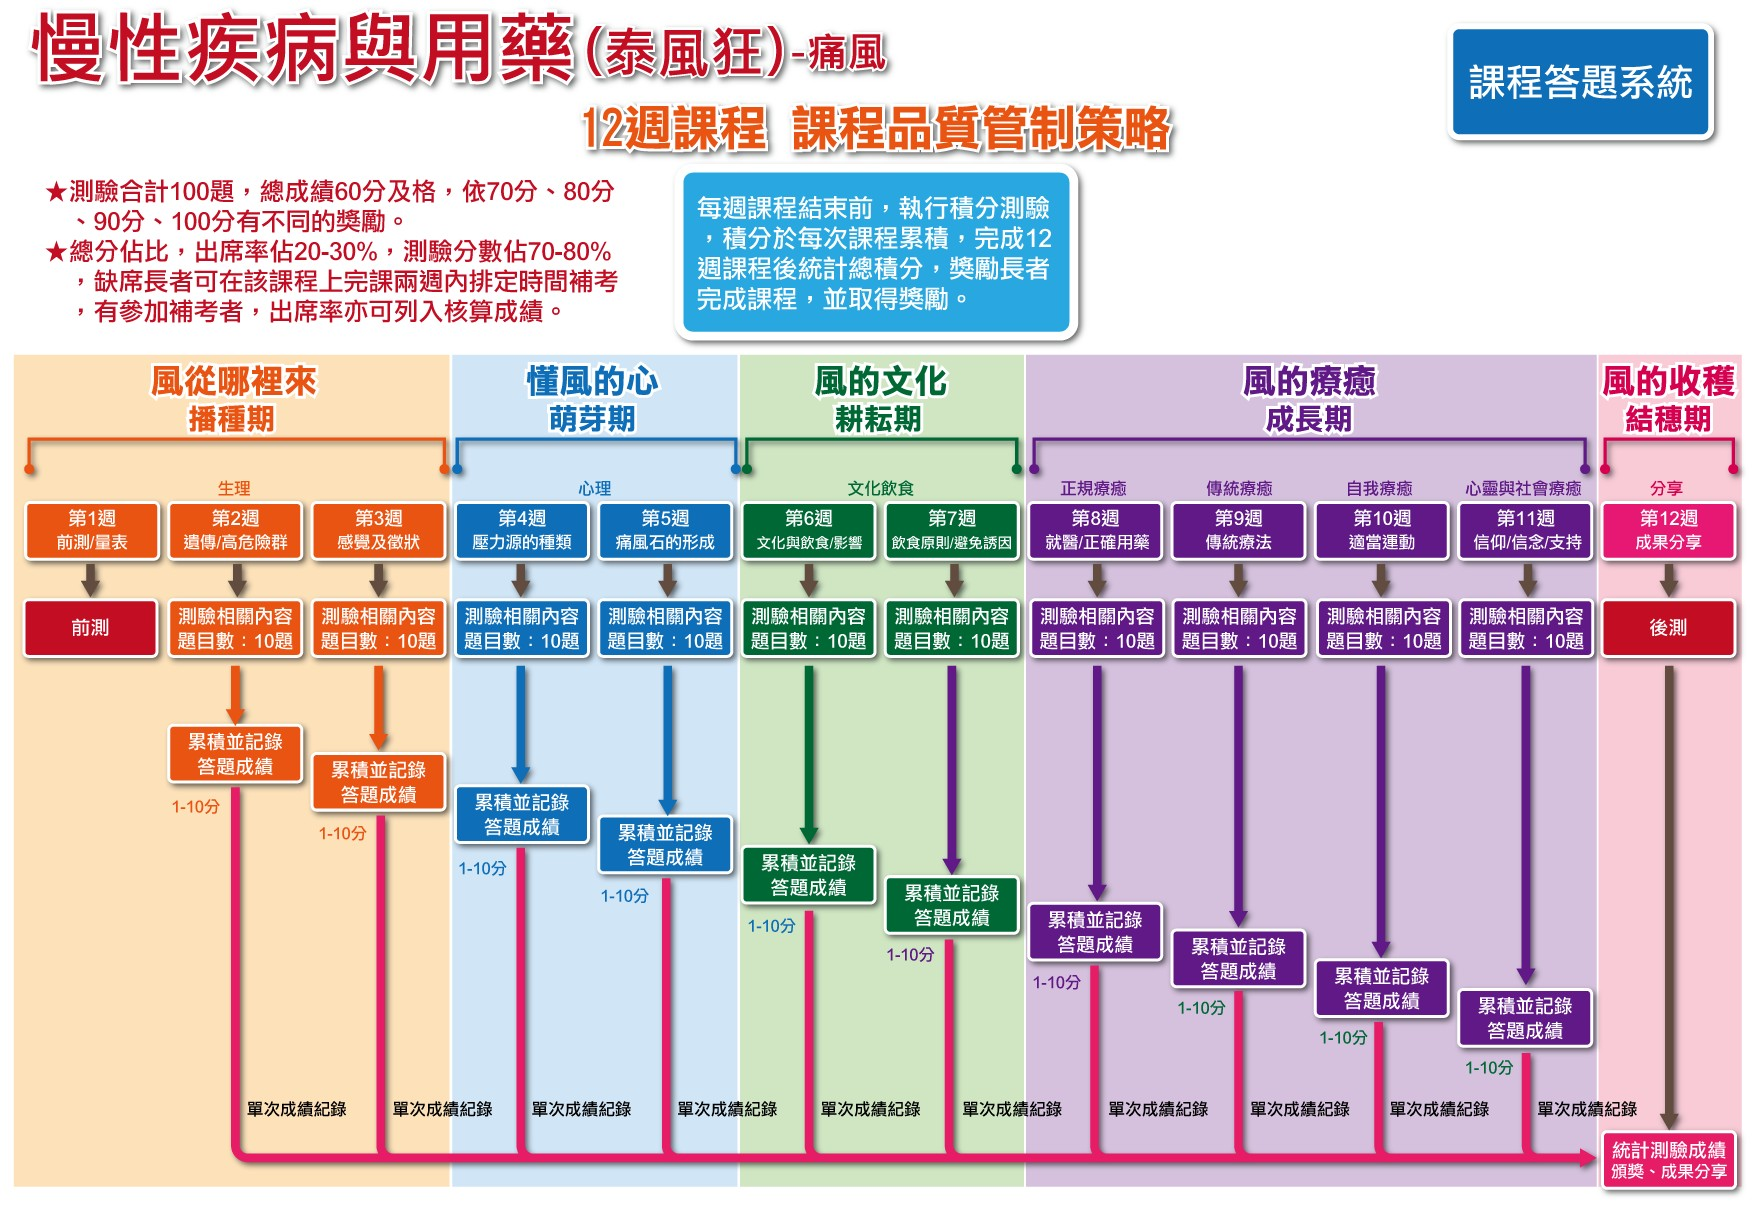 慢性疾病與用藥(泰風狂)-痛風
課程答題系統
12週課程 課程品質管制策略
★測驗合計100題，總成績60分及格，依70分、80分
、90分、100分有不同的獎勵。
★總分佔比，出席率佔20-30%，測驗分數佔70-80%
，缺席長者可在該課程上完課兩週內排定時間補考
，有參加補考者，出席率亦可列入核算成績。
每週課程結束前，執行積分測驗
，積分於每次課程累積，完成12
週課程後統計總積分，獎勵長者
完成課程，並取得獎勵。
風從哪裡來
播種期
生理
第1週
前測/量表
前測
第2週
遺傳/高危險群
測驗相關內容
題目數：10題
累積並記錄
答題成績
1-10分
單次成績紀錄
第3週
感覺及徵狀
測驗相關內容
題目數：10題
累積並記錄
答題成績
1-10分
單次成績紀錄
懂風的心
萌芽期
心理
第4週
壓力源的種類
測驗相關內容
題目數：10題
累積並記錄
答題成績
1-10分
單次成績紀錄
第5週
痛風石的形成
測驗相關內容
題目數：10題
累積並記錄
答題成績
1-10分
單次成績紀錄
風的文化
耕耘期
文化飲食
第6週
文化與飲食/影響
測驗相關內容
題目數：10題
累積並記錄
答題成績
1-10分
單次成績紀錄
第7週
飲食原則/避免誘因
測驗相關內容
題目數：10題
累積並記錄
答題成績
1-10分
單次成績紀錄
風的療癒
成長期
正規療癒
第8週
就醫/正確用藥
測驗相關內容
題目數：10題
累積並記錄
答題成績
1-10分
單次成績紀錄
傳統療癒
第9週
傳統療法
測驗相關內容
題目數：10題
累積並記錄
答題成績
1-10分
單次成績紀錄
自我療癒
第10週
適當運動
測驗相關內容
題目數：10題
累積並記錄
答題成績
1-10分
單次成績紀錄
心靈與社會療癒
第11週
信仰/信念/支持
測驗相關內容
題目數：10題
累積並記錄
答題成績
1-10分
單次成績紀錄
風的收穫
結穗期
分享
第12週
成果分享
後測
統計測驗成績
頒獎、成果分享